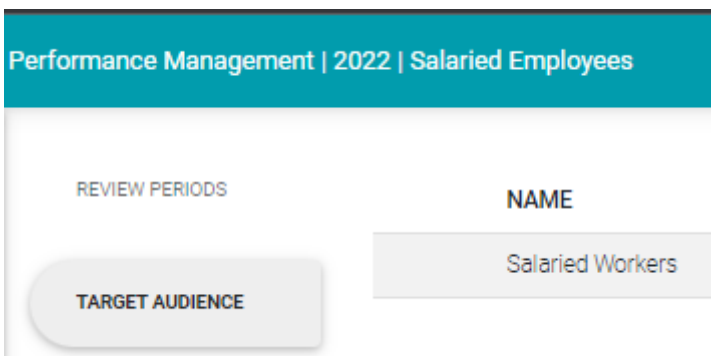 Performance Management | 2022 | Salaried Employees
REVIEW PERIODS
TARGET AUDIENCE
NAME
Salaried Workers